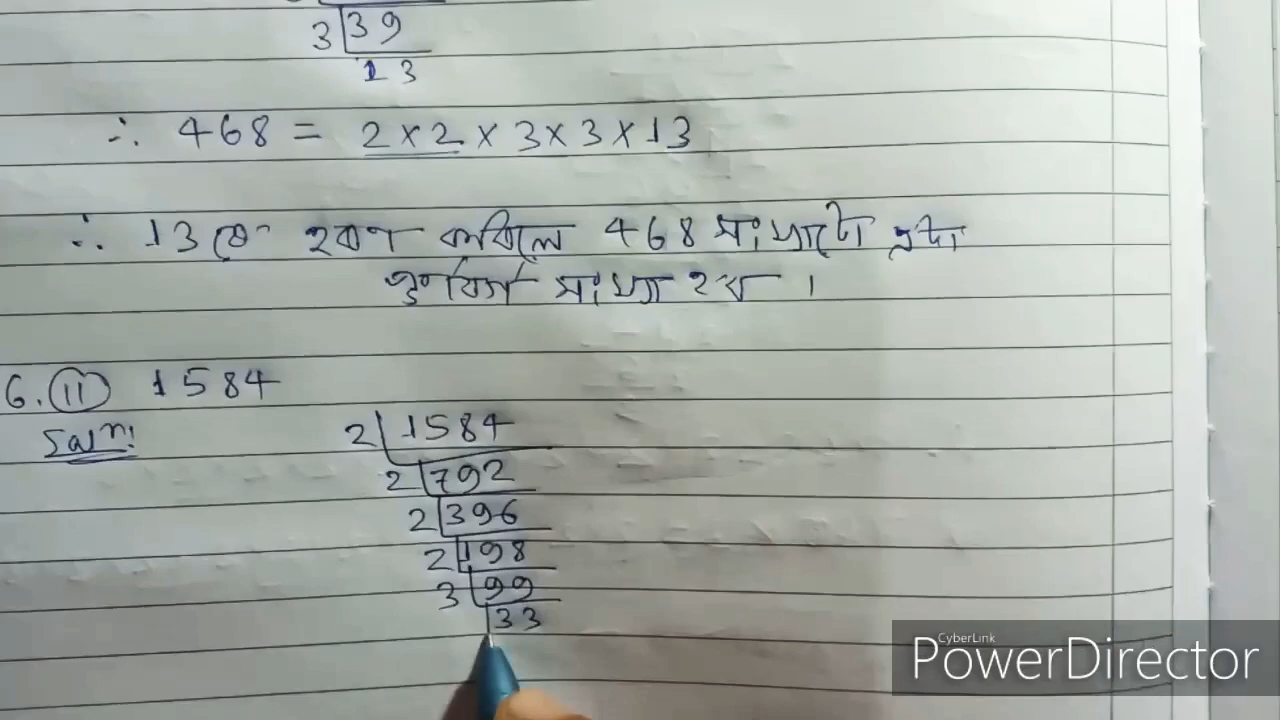 3 39
13
∴ 468 = 2 × 2 × 3 × 3 × 13
∴ 13 ৰে হৰণ কৰিলে 468 সংখ্যাটো এটা
পূৰ্ণবৰ্গ সংখ্যা হব ।
6. (ii) 1584
Soln:
2 1584
2 792
2 396
2 198
3 99
33
CyberLink
PowerDirector